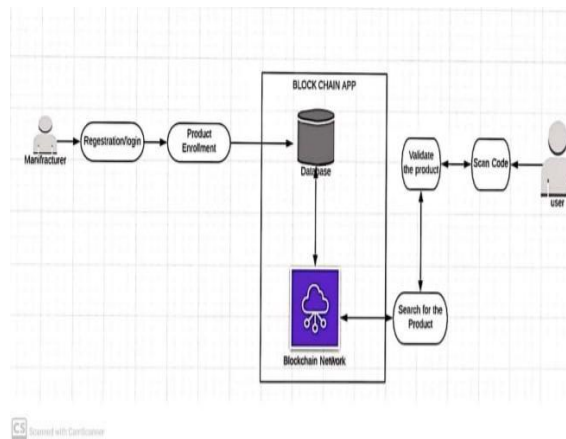 BLOCK CHAIN APP
Manifracturer
Regestration/login
Product
Enrollment
Database
Blockchain Network
Validate
the product
Scan Code
user
Search for the
Product
CS Scanned with CamScanner